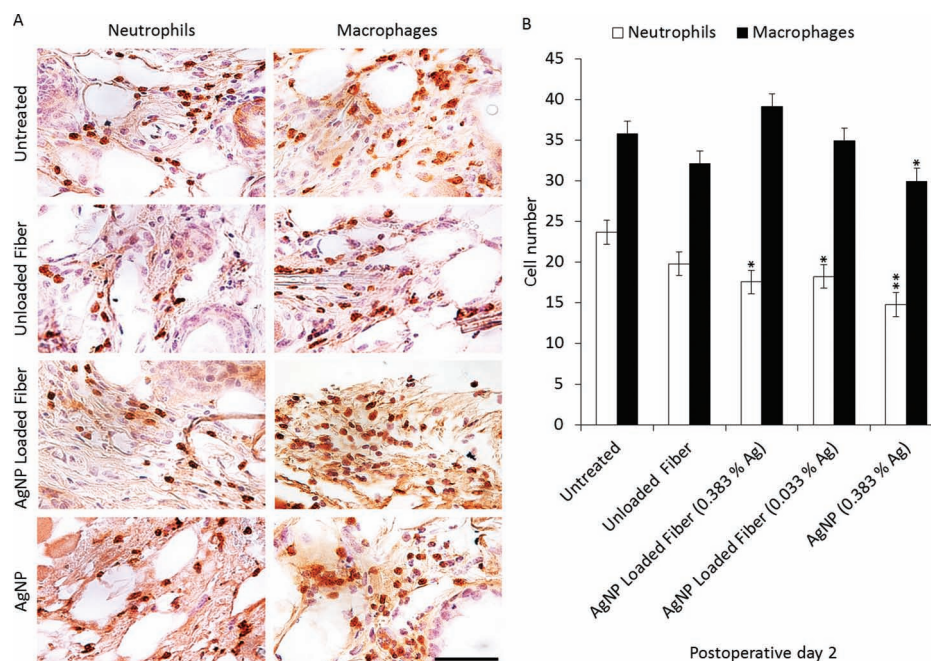 A
Neutrophils
Macrophages
Untreated
Unloaded Fiber
AgNP Loaded Fiber
AgNP
B
Neutrophils
Macrophages
Cell number
45
40
35
30
25
20
15
10
5
0
*
*
**
*
Untreated
Unloaded Fiber
AgNP Loaded Fiber (0.383 % Ag)
AgNP Loaded Fiber (0.033 % Ag)
AgNP (0.383 % Ag)
Postoperative day 2